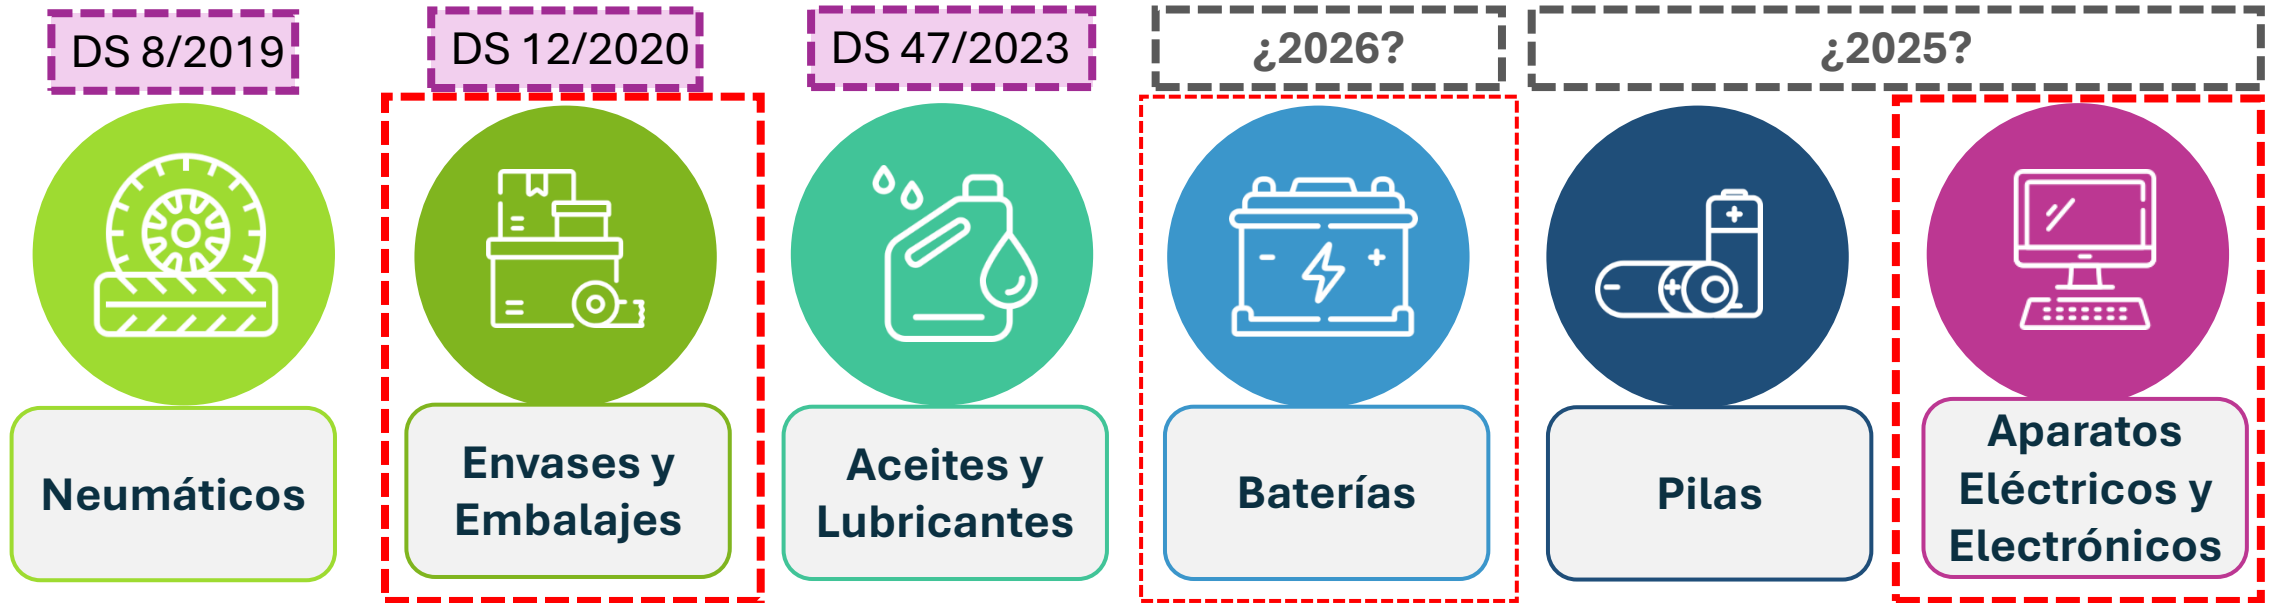 DS 8/2019
DS 12/2020
DS 47/2023
¿2026?
¿2025?
Neumáticos
Envases y
Embalajes
Aceites y
Lubricantes
Baterías
Pilas
Aparatos
Eléctricos y
Electrónicos